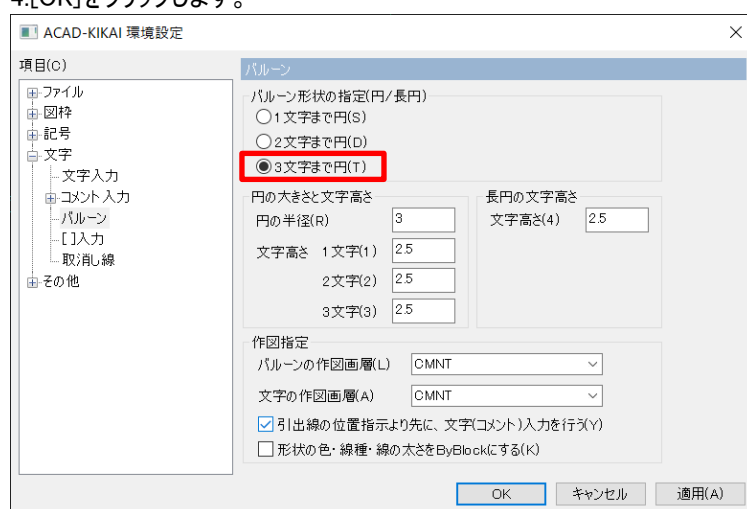 4.[OK]をクリックします。
ACAD-KIKAI 環境設定
項目(C)
ファイル
図枠
記号
文字
文字入力
コメント入力
バルーン
[ ]入力
取消し線
その他
バルーン
バルーン形状の指定(円/長円)
1文字まで円(S)
2文字まで円(D)
3文字まで円(T)
円の大きさと文字高さ
円の半径(R) 3
文字高さ 1文字(1) 2.5
2文字(2) 2.5
3文字(3) 2.5
長円の文字高さ
文字高さ(4) 2.5
作図指定
バルーンの作図画層(L) CMNT
文字の作図画層(A) CMNT
引出線の位置指示より先に、文字(コメント)入力を行う(Y)
形状の色・線種・線の太さをByBlockにする(K)
OK キャンセル 適用(A)